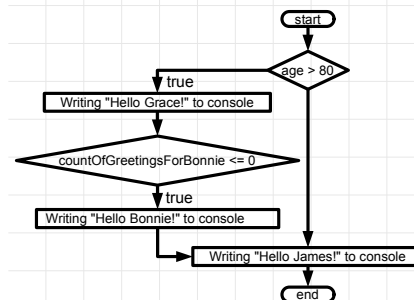 start
age > 80
true
Writing "Hello Grace!" to console
countOfGreetingsForBonnie <= 0
true
Writing "Hello Bonnie!" to console
Writing "Hello James!" to console
end